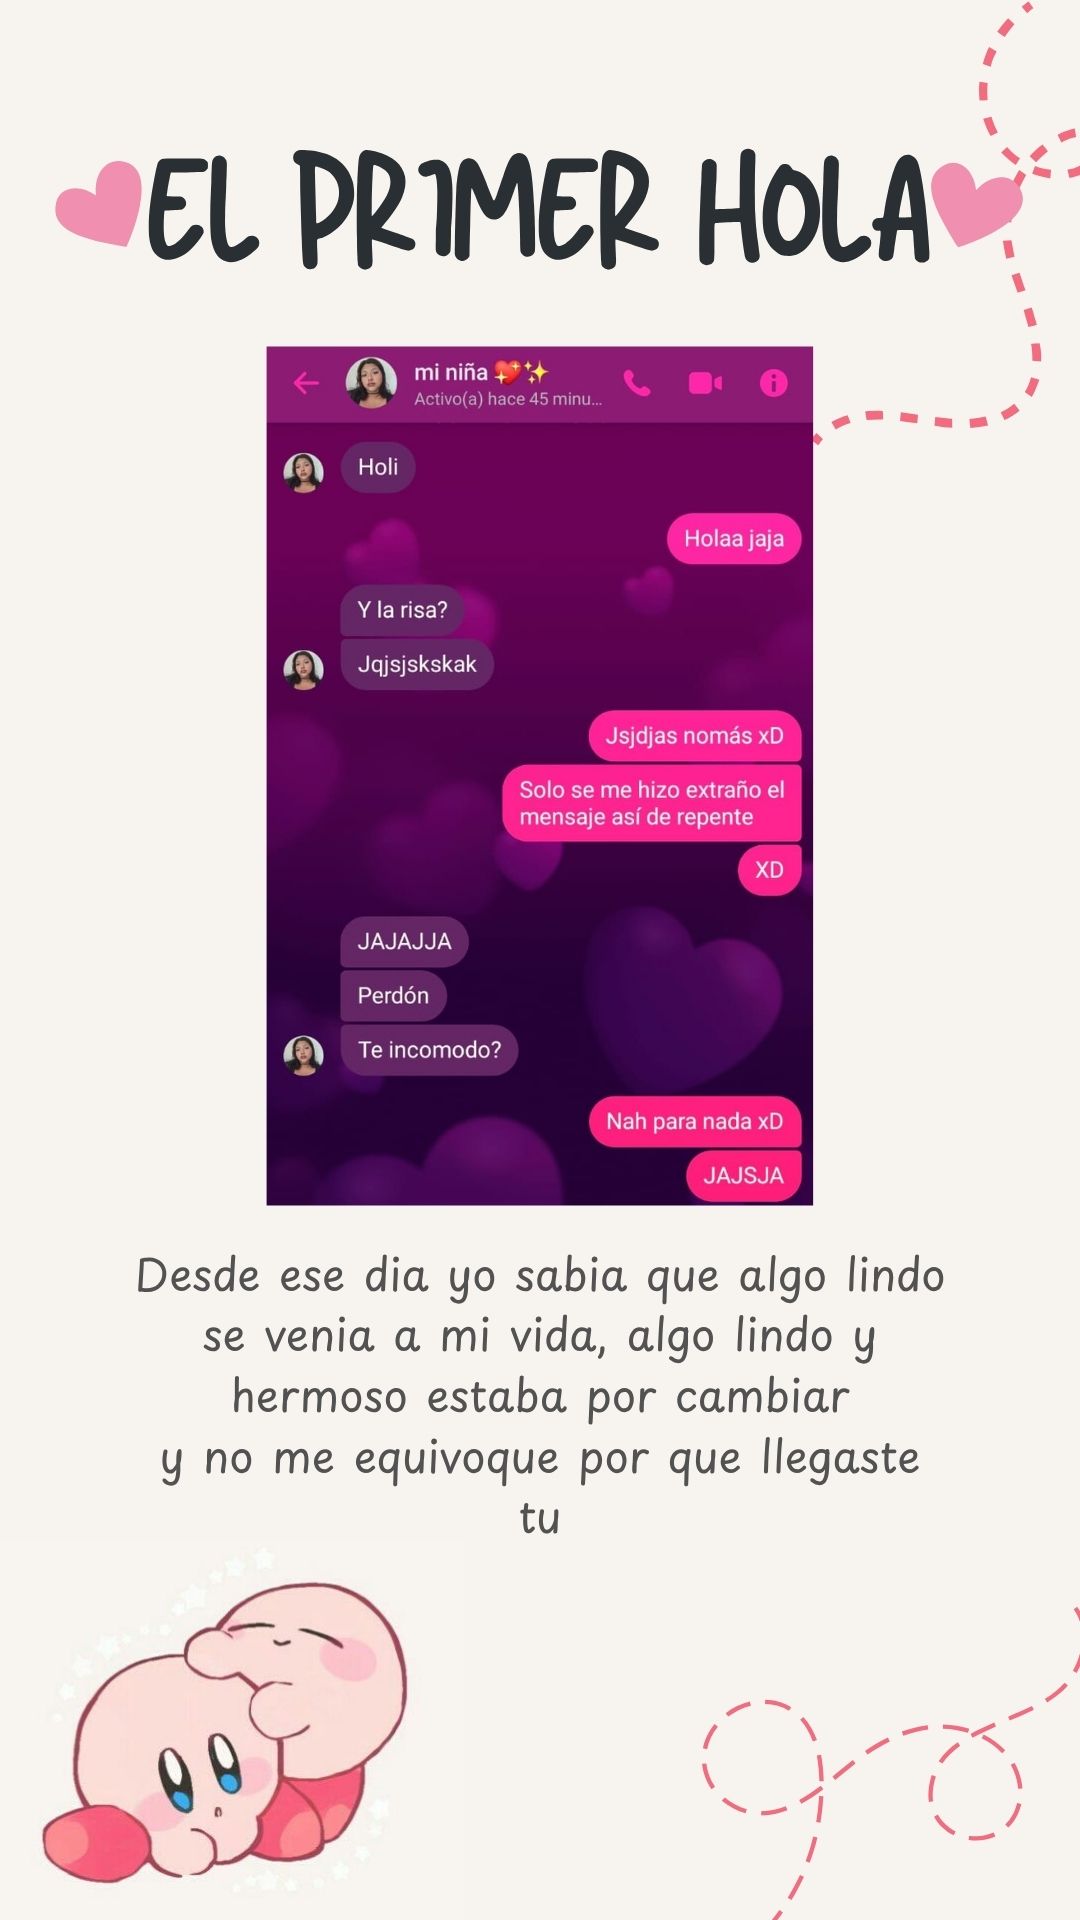 EL PR1MER HOLA
mi niña 💖✨
Activo(a) hace 45 minu...
Holi
Holaa jaja
Y la risa?
Jqjsjskskak
Jsjdjas nomás xD
Solo se me hizo extraño el
mensaje así de repente
XD
JAJAJJA
Perdón
Te incomodo?
Nah para nada xD
JAJSJA
Desde ese dia yo sabia que algo lindo
se venia a mi vida, algo lindo y
hermoso estaba por cambiar
y no me equivoque por que llegaste
tu